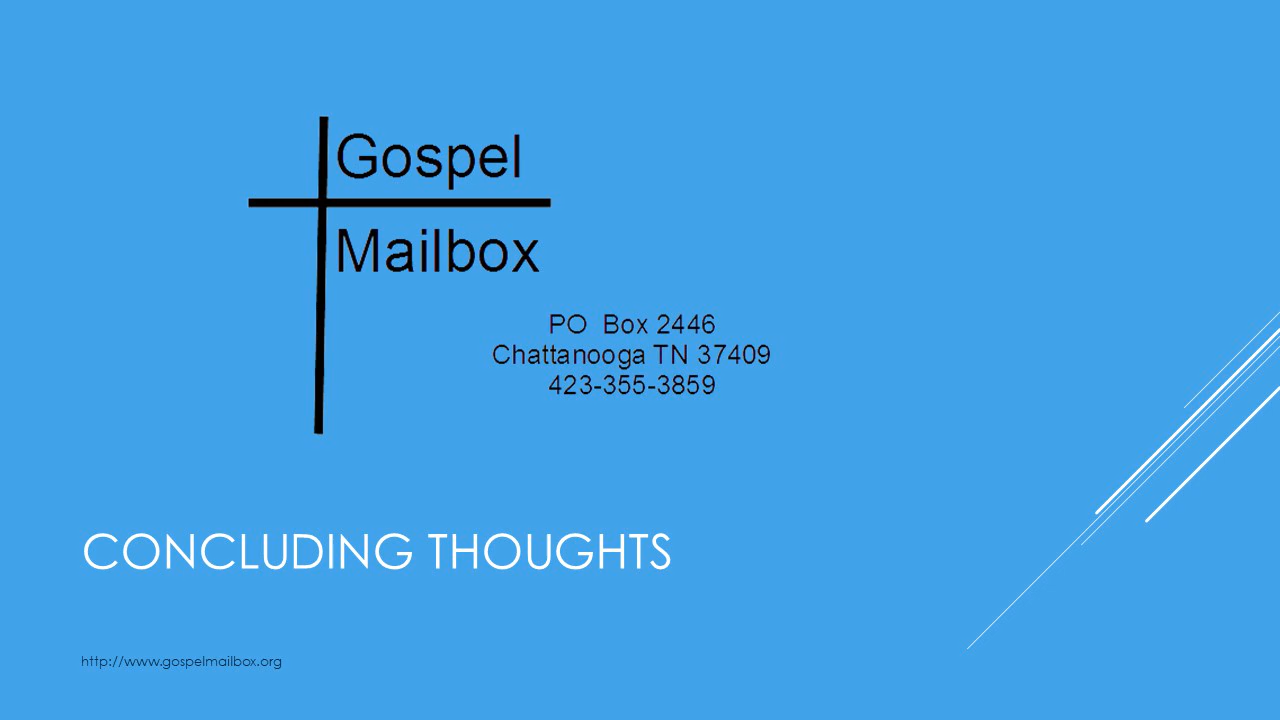 Gospel
Mailbox
PO Box 2446
Chattanooga TN 37409
423-355-3859
CONCLUDING THOUGHTS
http://www.gospelmailbox.org